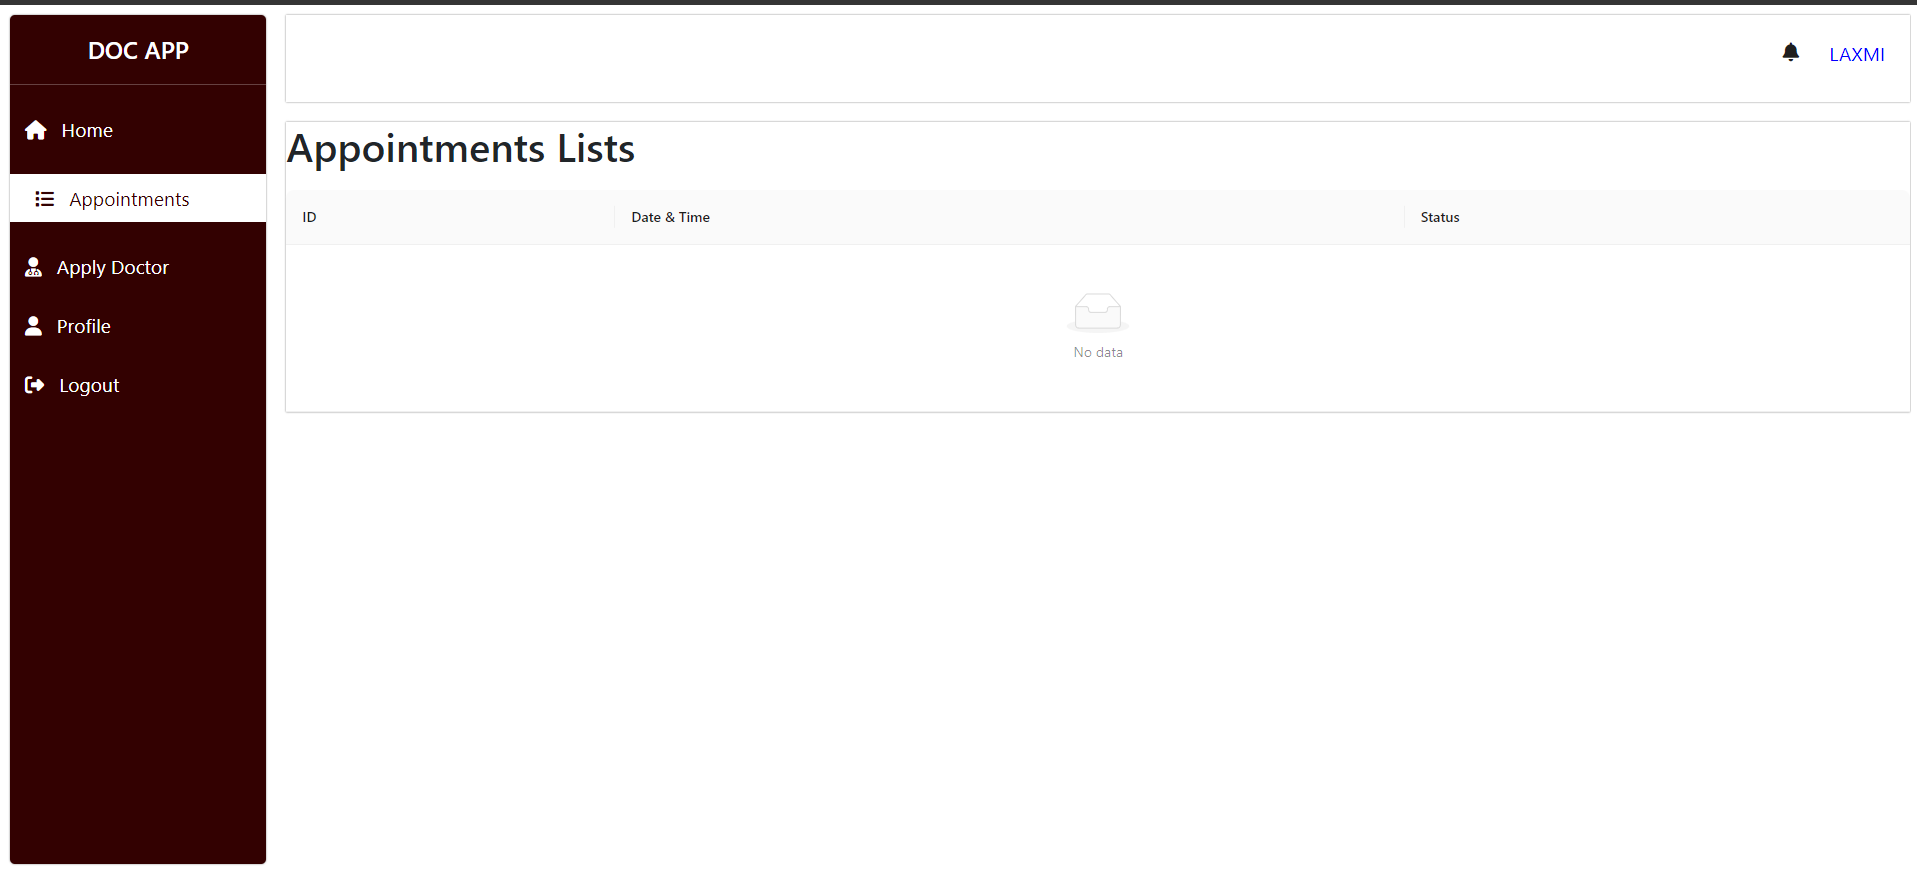 DOC APP
Home
Appointments
Apply Doctor
Profile
Logout
LAXMI
Appointments Lists
ID Date & Time Status
No data